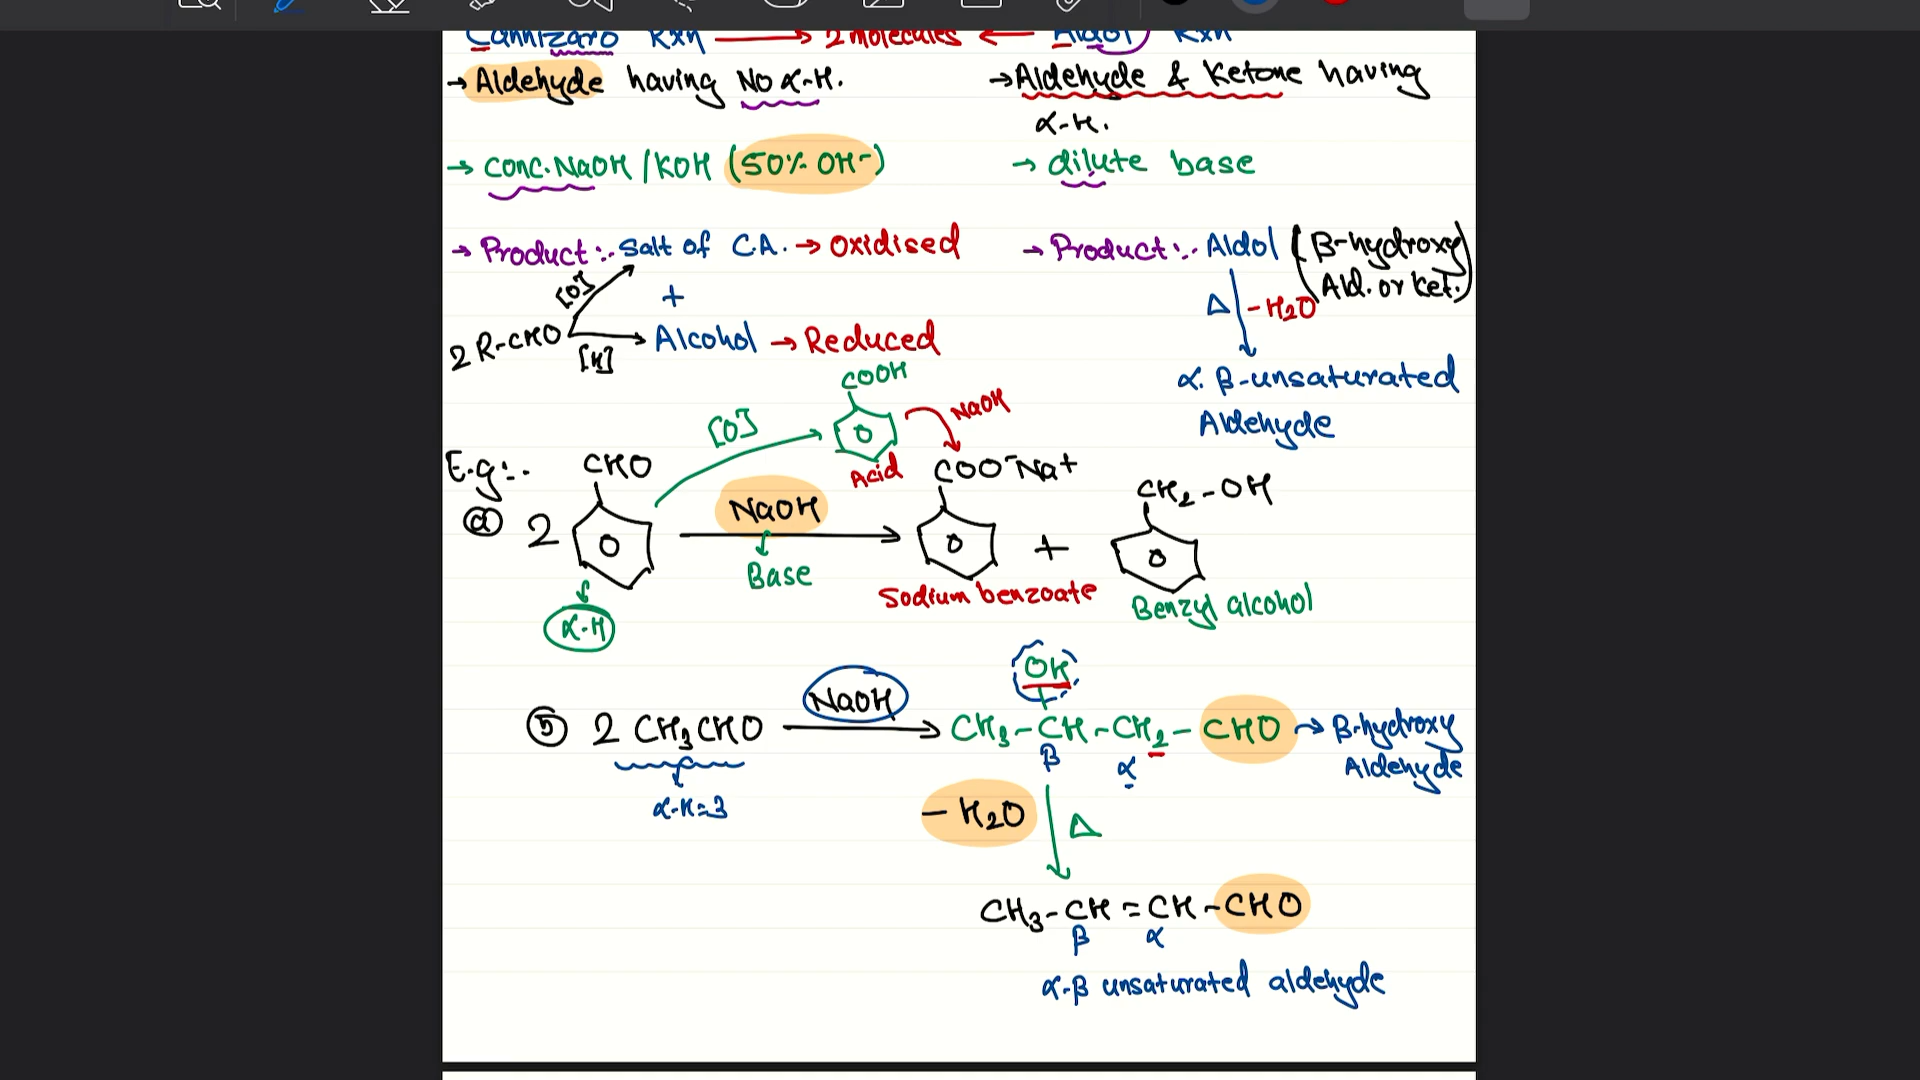 Cannizaro Rxn → 2 molecules ← Aldol Rxn
→ Aldehyde having No α-H.
→ conc. NaOH / KOH (50% OH-)
→ Product:- Salt of C.A. → Oxidised
+
2 R-CHO
[O]
[H]
Alcohol → Reduced
→ Aldehyde & Ketone having
α-H.
→ dilute base
→ Product:- Aldol (β-hydroxy
Ald. or ket.)
Δ -H2O
α. β-unsaturated
Aldehyde
E.g:-
ⓐ 2
CHO
α-H
[O]
COOH
Acid
NaOH
NaOH
Base
COO-Na+
Sodium benzoate
+
CH2-OH
Benzyl alcohol
⑤ 2 CH3CHO
α-H=3
NaOH
OH
CH3-CH-CH2-CHO → β-hydroxy
Aldehyde
β α
-H2O Δ
CH3-CH=CH-CHO
β α
α-β unsaturated aldehyde